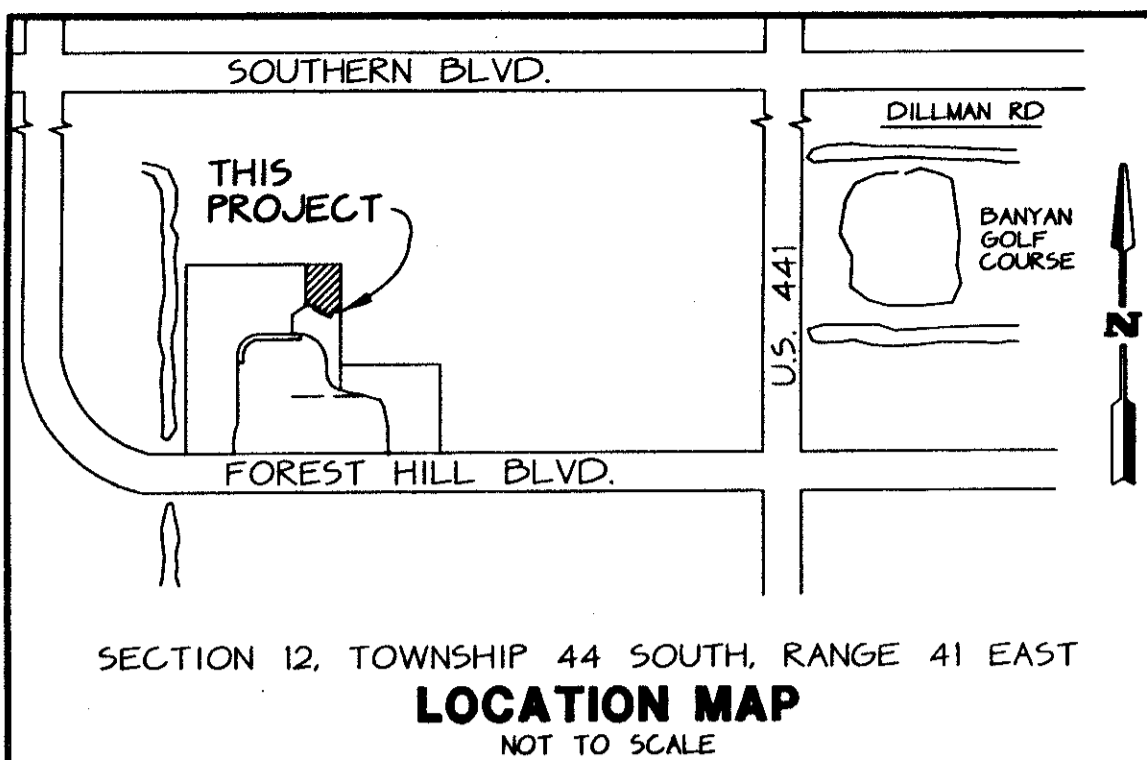 SOUTHERN BLVD.
DILLMAN RD
THIS
PROJECT
BANYAN
GOLF
COURSE
U.S. 441
N
FOREST HILL BLVD.
SECTION 12, TOWNSHIP 44 SOUTH, RANGE 41 EAST
LOCATION MAP
NOT TO SCALE